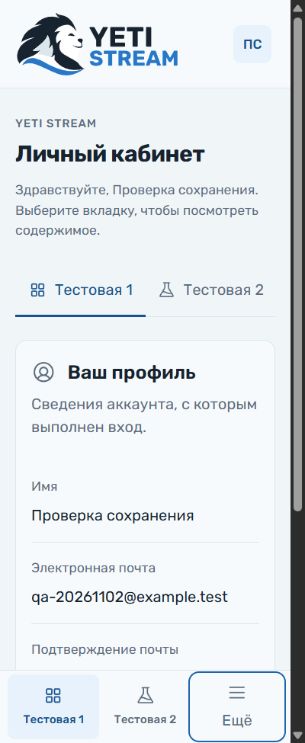 YETI
STREAM
ПС
YETI STREAM
Личный кабинет
Здравствуйте, Проверка сохранения.
Выберите вкладку, чтобы посмотреть
содержимое.
Тестовая 1
Тестовая 2
Ваш профиль
Сведения аккаунта, с которым
выполнен вход.
Имя
Проверка сохранения
Электронная почта
qa-20261102@example.test
Подтверждение почты
Тестовая 1
Тестовая 2
Ещё